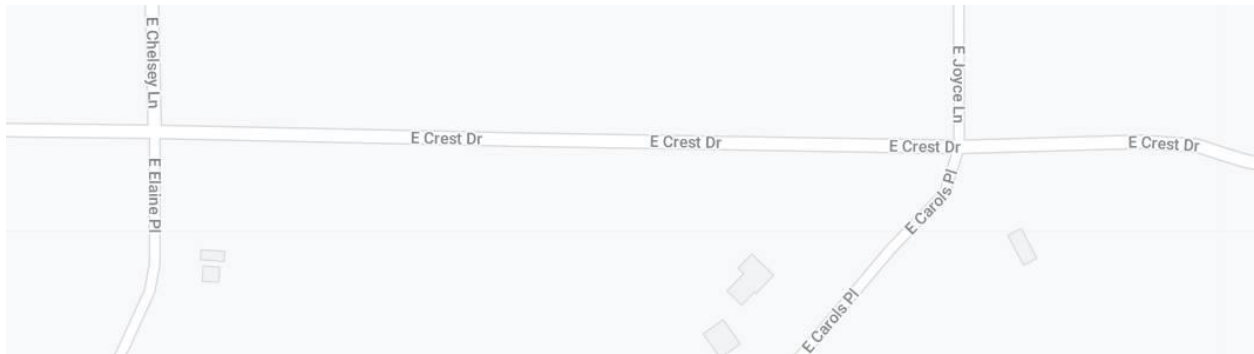 E Chelsey Ln
E Joyce Ln
E Crest Dr
E Crest Dr
E Crest Dr
E Crest Dr
E Elaine Pl
E Carols Pl
E Carols Pl